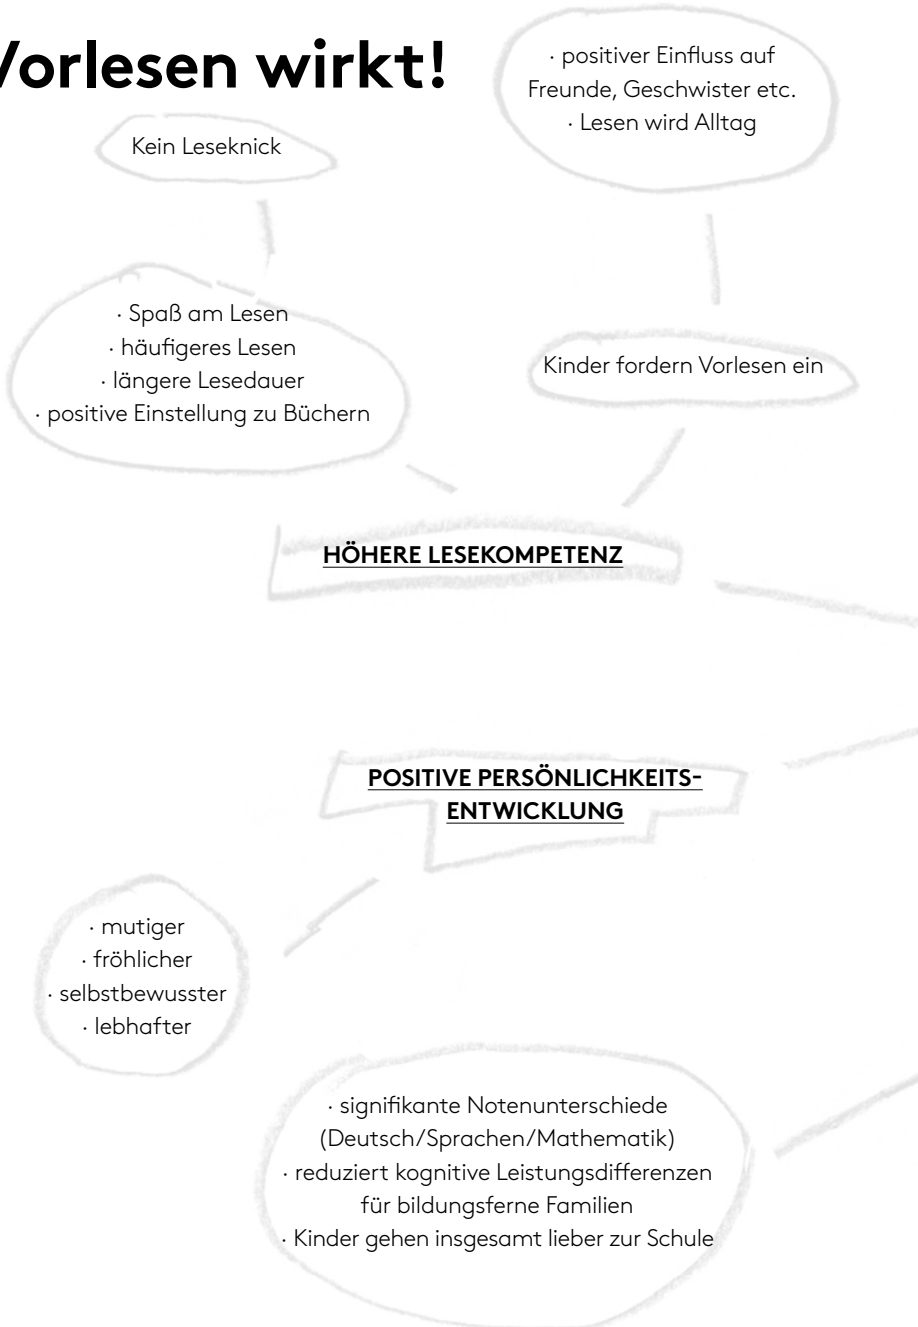 Vorlesen wirkt!
· positiver Einfluss auf
Freunde, Geschwister etc.
· Lesen wird Alltag
Kein Leseknick
· Spaß am Lesen
· häufigeres Lesen
· längere Lesedauer
· positive Einstellung zu Büchern
Kinder fordern Vorlesen ein
HÖHERE LESEKOMPETENZ
POSITIVE PERSÖNLICHKEITS-
ENTWICKLUNG
· mutiger
· fröhlicher
· selbstbewusster
· lebhafter
· signifikante Notenunterschiede
(Deutsch/Sprachen/Mathematik)
· reduziert kognitive Leistungsdifferenzen
für bildungsferne Familien
· Kinder gehen insgesamt lieber zur Schule